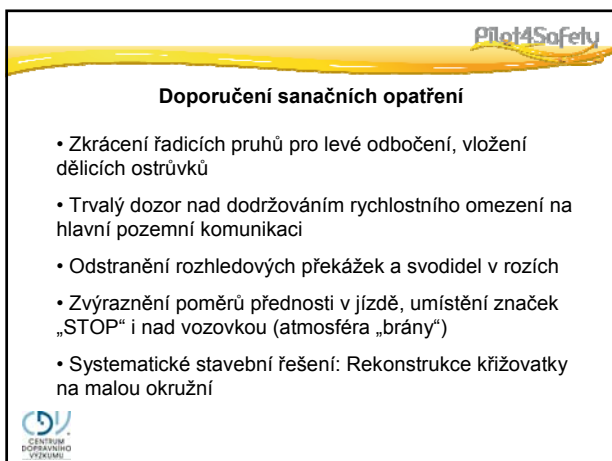 Pilot4Safety
Doporučení sanačních opatření
• Zkrácení řadicích pruhů pro levé odbočení, vložení
dělicích ostrůvků
• Trvalý dozor nad dodržováním rychlostního omezení na
hlavní pozemní komunikaci
• Odstranění rozhledových překážek a svodidel v rozích
• Zvýraznění poměrů přednosti v jízdě, umístění značek
„STOP“ i nad vozovkou (atmosféra „brány“)
• Systematické stavební řešení: Rekonstrukce křižovatky
na malou okružní
CDV
CENTRUM
DOPRAVNÍHO
VÝZKUMU